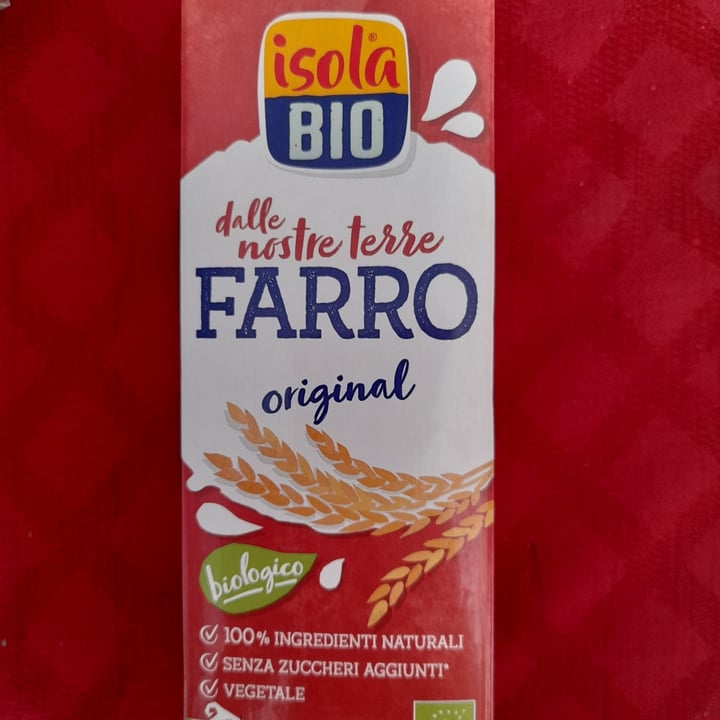 isola®
BIO
dalle
nostre terre
FARRO
original
biologico
100% INGREDIENTI NATURALI
SENZA ZUCCHERI AGGIUNTI*
VEGETALE